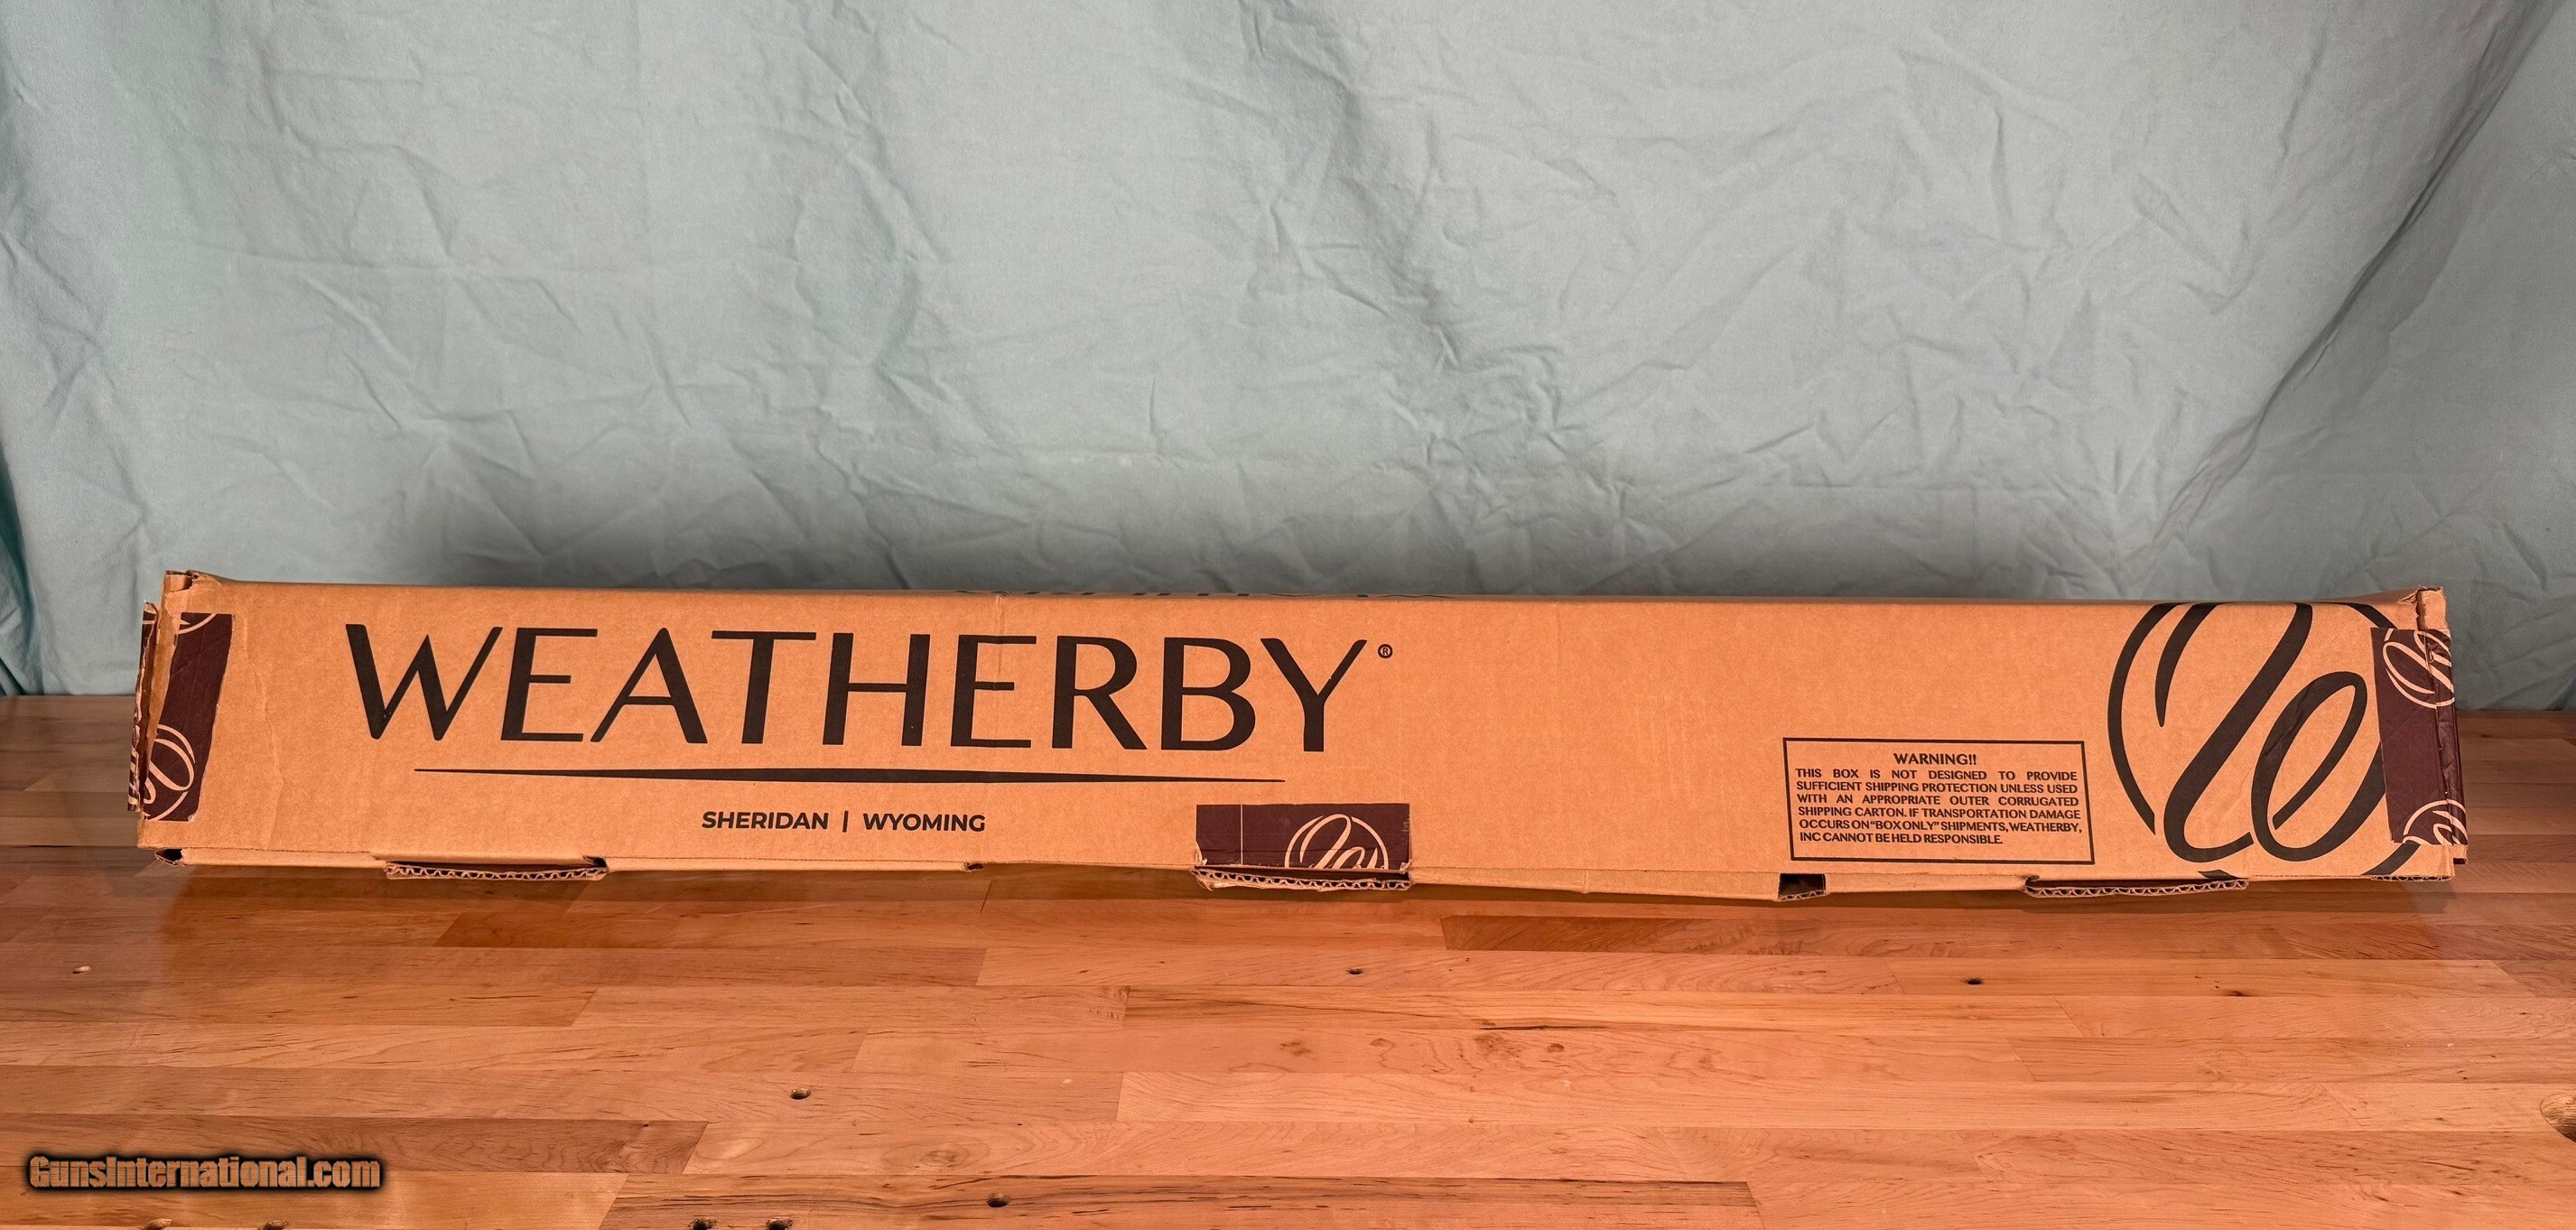 WEATHERBY®
SHERIDAN | WYOMING
WARNING!!
THIS BOX IS NOT DESIGNED TO PROVIDE
SUFFICIENT SHIPPING PROTECTION UNLESS USED
WITH AN APPROPRIATE OUTER CORRUGATED
SHIPPING CARTON. IF TRANSPORTATION DAMAGE
OCCURS ON "BOX ONLY" SHIPMENTS, WEATHERBY,
INC CANNOT BE HELD RESPONSIBLE.
GunsInternational.com